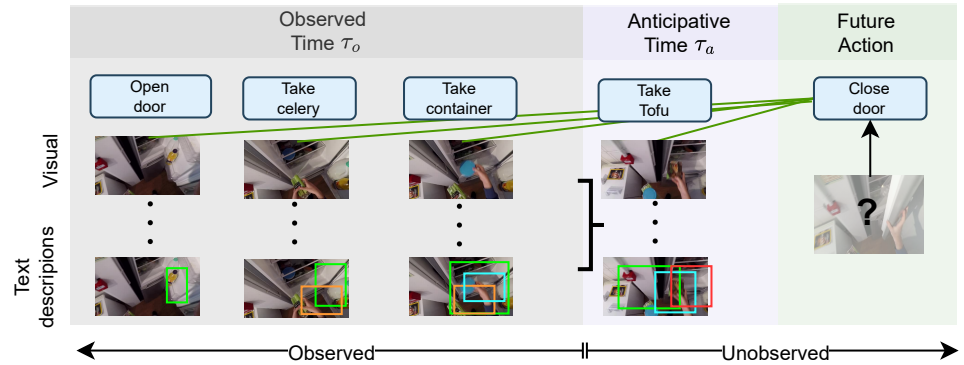 Observed
Time τₒ
Anticipative
Time τₐ
Future
Action
Open
door
Take
celery
Take
container
Take
Tofu
Close
door
Visual
?
Text
descripions
Observed
Unobserved